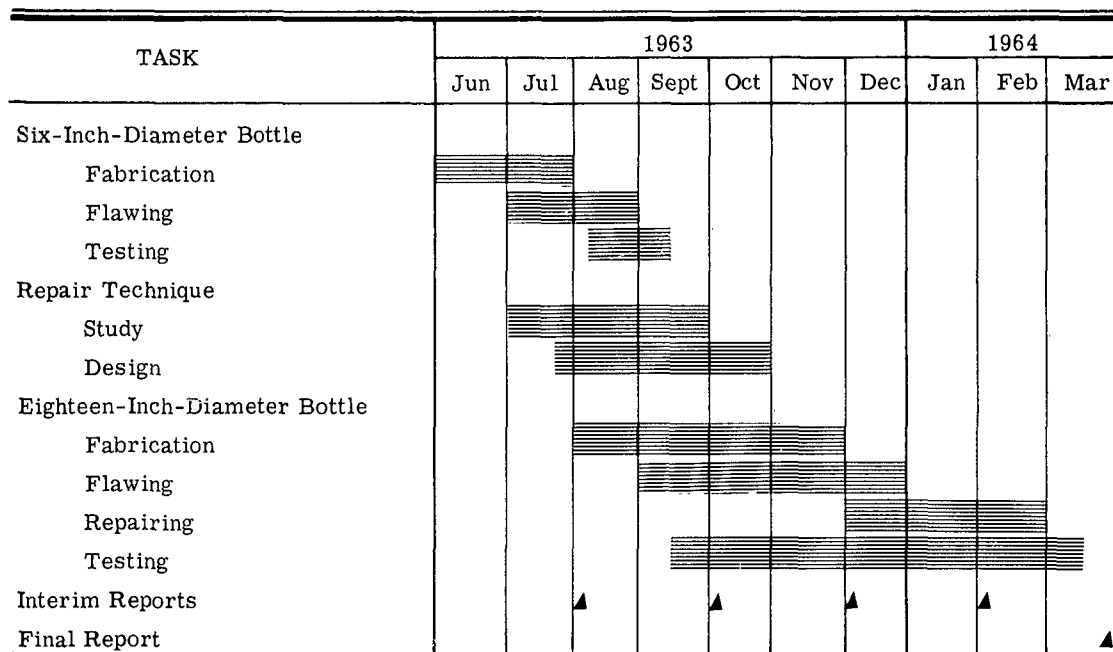 TASK 1963 1964
Jun Jul Aug Sept Oct Nov Dec Jan Feb Mar
Six-Inch-Diameter Bottle
Fabrication
Flawing
Testing
Repair Technique
Study
Design
Eighteen-Inch-Diameter Bottle
Fabrication
Flawing
Repairing
Testing
Interim Reports
Final Report